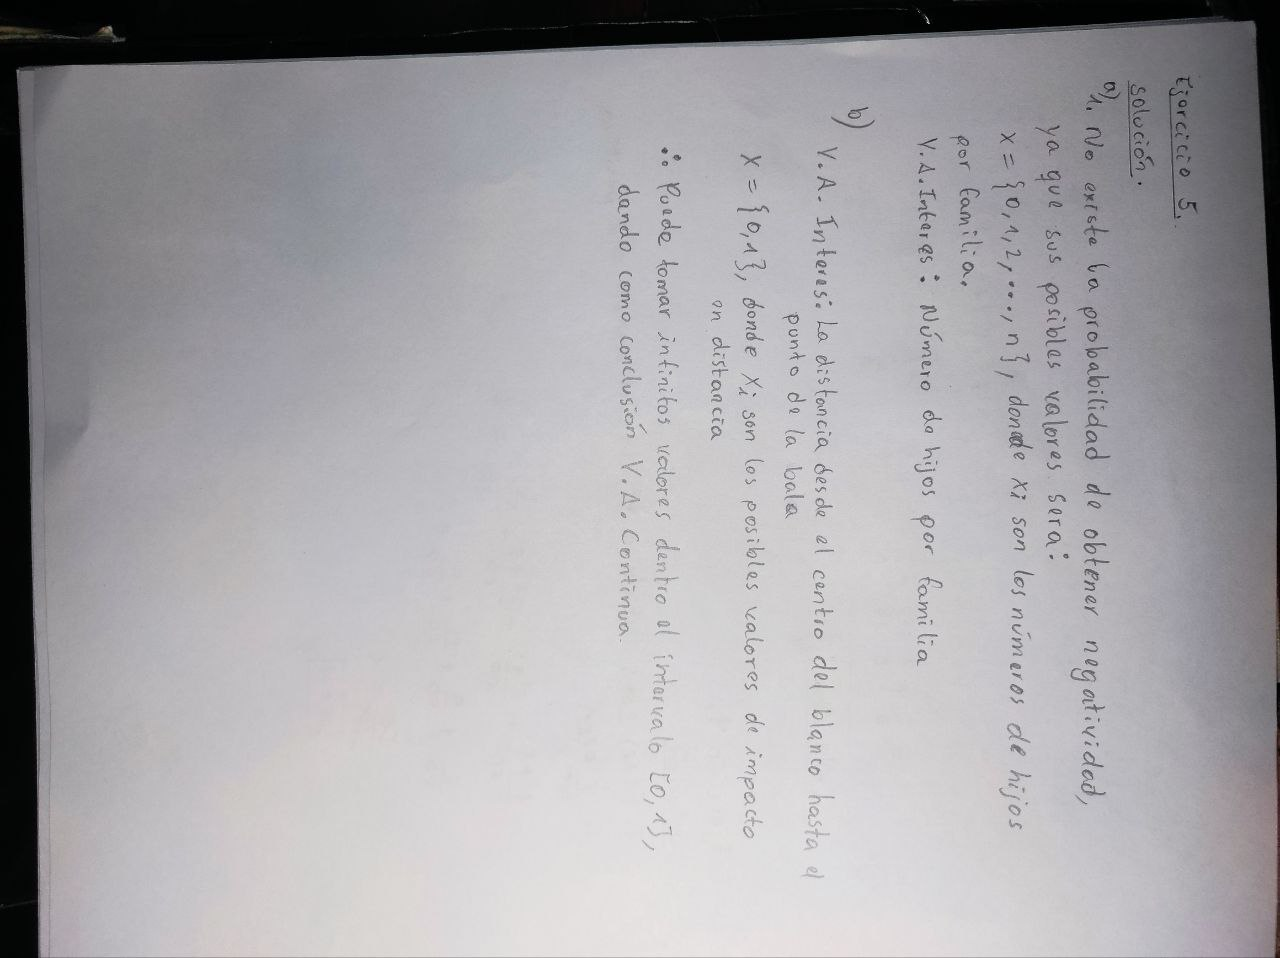 Ejercicio 5.
solución.
a) 1. No existe la probabilidad de obtener negatividad,
ya que sus posibles valores será:
x = {0,1,2,...,n}, donde xi son los números de hijos
por familia.
V.A. Interes: Número de hijos por familia
b)
V.A. Interes: La distancia desde el centro del blanco hasta el
punto de la bala
X = {0,1}, donde Xi son los posibles valores de impacto
en distancia
∴ Puede tomar infinitos valores dentro el intervalo [0,1],
dando como conclusión V.A. Continua.